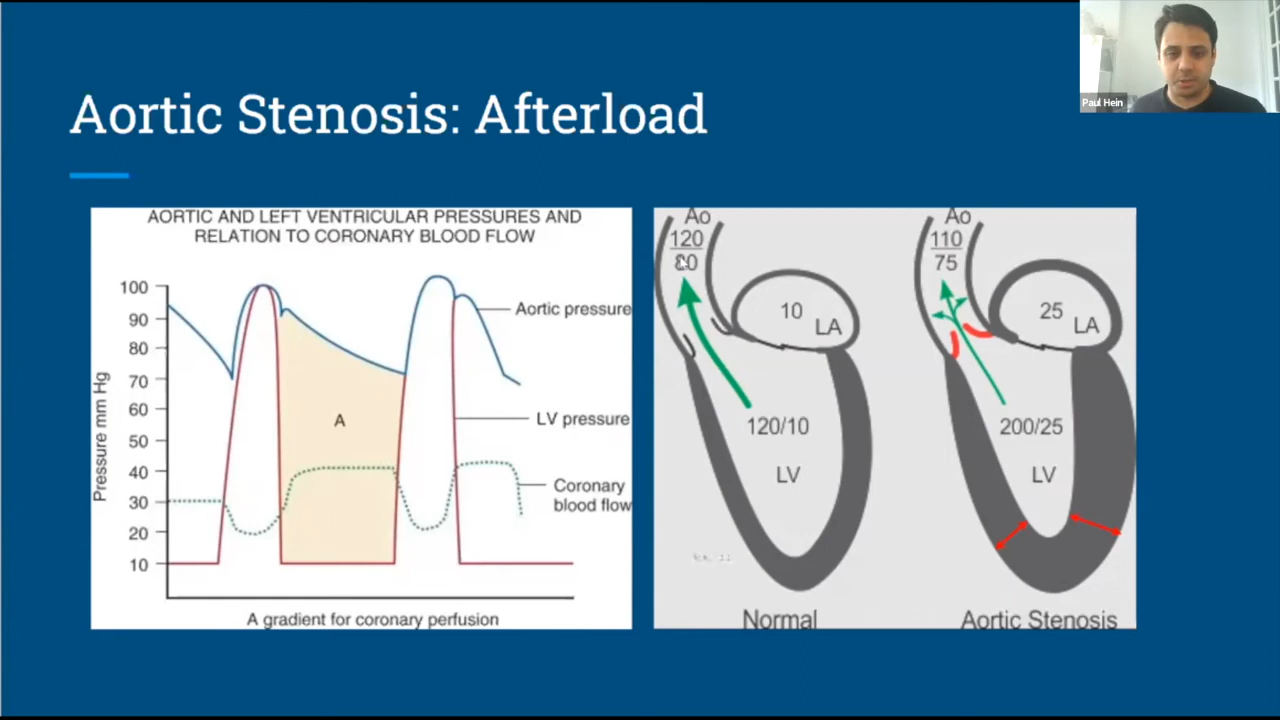 Paul Hein
Aortic Stenosis: Afterload
AORTIC AND LEFT VENTRICULAR PRESSURES AND
RELATION TO CORONARY BLOOD FLOW
Pressure mm Hg
100
90
80
70
60
50
40
30
20
10
A
Aortic pressure
LV pressure
Coronary
blood flow
A gradient for coronary perfusion
Ao
120
80
10
LA
120/10
LV
Normal
Ao
110
75
25
LA
200/25
LV
Aortic Stenosis